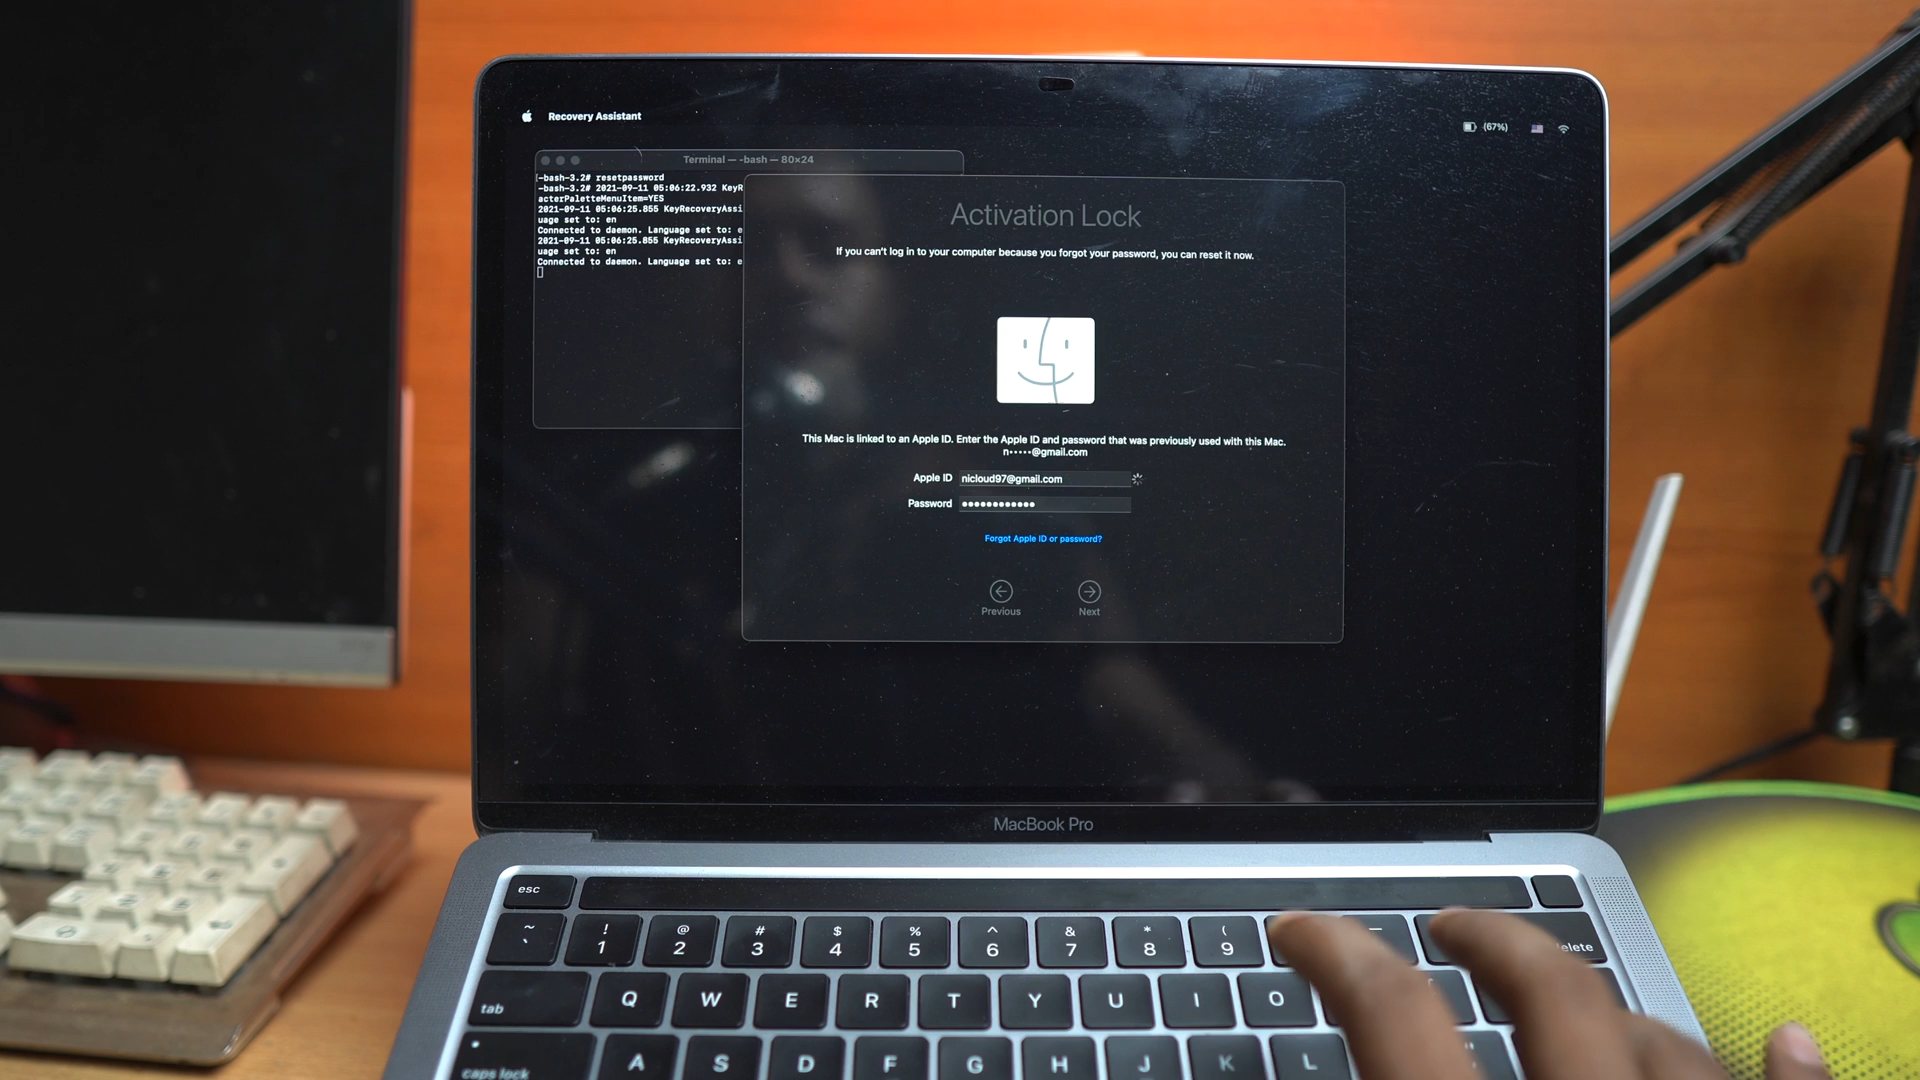 Recovery Assistant
(67%)
Terminal — -bash — 80×24
-bash-3.2# resetpassword
-bash-3.2# 2021-09-11 05:06:22.932 KeyR
acterPaletteMenuItem=YES
2021-09-11 05:06:25.855 KeyRecoveryAssi
uage set to: en
Connected to daemon. Language set to: e
2021-09-11 05:06:25.855 KeyRecoveryAssi
uage set to: en
Connected to daemon. Language set to: e
Activation Lock
If you can't log in to your computer because you forgot your password, you can reset it now.
This Mac is linked to an Apple ID. Enter the Apple ID and password that was previously used with this Mac.
n•••••@gmail.com
Apple ID nicloud97@gmail.com
Password ••••••••••••
Forgot Apple ID or password?
Previous Next
MacBook Pro
esc
~ ! @ # $ % ^ & * ( —
` 1 2 3 4 5 6 7 8 9 delete
tab Q W E R T Y U I O
caps lock A S D F G H J K L